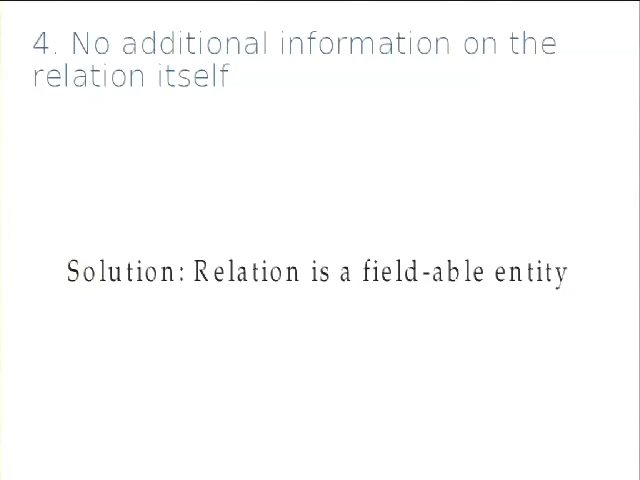 4. No additional information on the
relation itself
Solution: Relation is a field-able entity